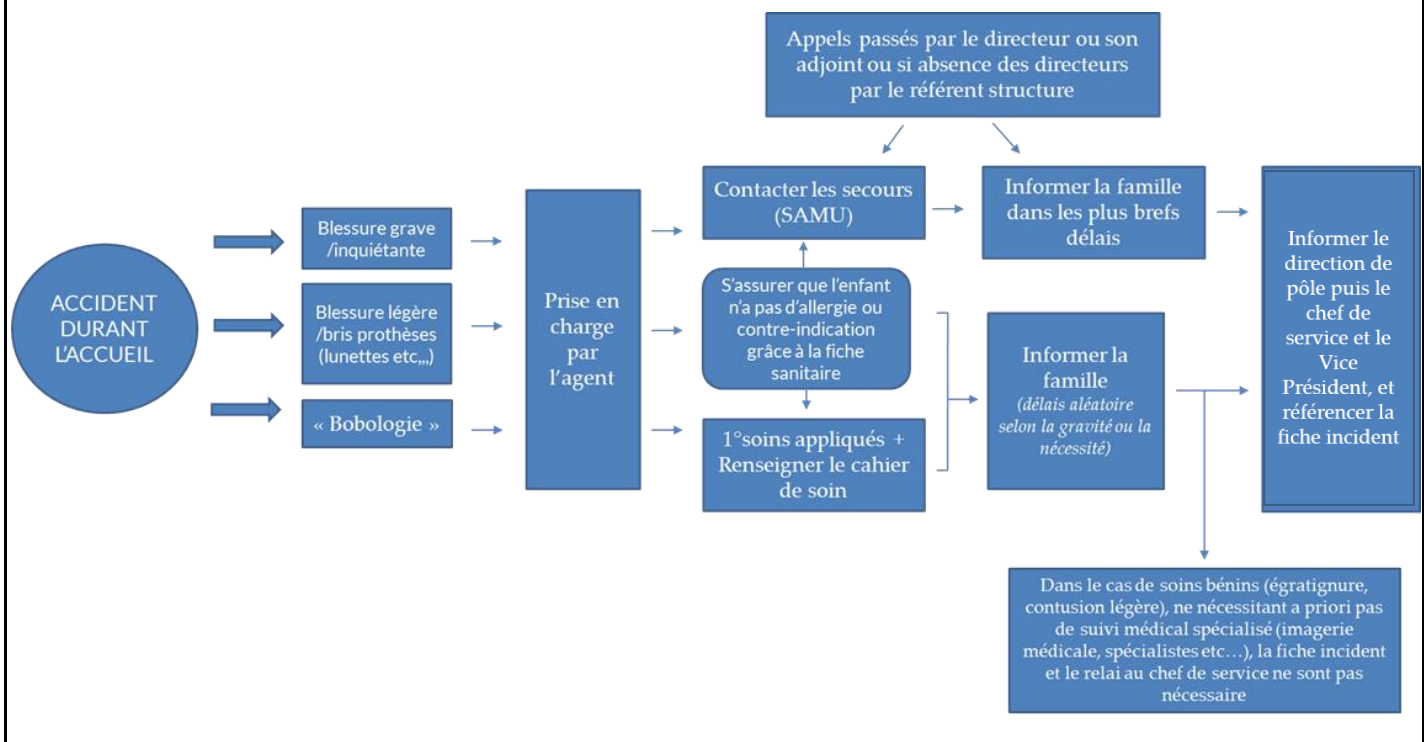 Appels passés par le directeur ou son
adjoint ou si absence des directeurs
par le référent structure
ACCIDENT
DURANT
L'ACCUEIL
Blessure grave
/inquiétante
Blessure légère
/bris prothèses
(lunettes etc,,,)
« Bobologie »
Prise en
charge
par
l'agent
Contacter les secours
(SAMU)
S'assurer que l'enfant
n'a pas d'allergie ou
contre-indication
grâce à la fiche
sanitaire
1°soins appliqués +
Renseigner le cahier
de soin
Informer la famille
dans les plus brefs
délais
Informer la
famille
(délais aléatoire
selon la gravité ou la
nécessité)
Informer le
direction de
pôle puis le
chef de
service et le
Vice
Président, et
référencer la
fiche incident
Dans le cas de soins bénins (égratignure,
contusion légère), ne nécessitant a priori pas
de suivi médical spécialisé (imagerie
médicale, spécialistes etc…), la fiche incident
et le relai au chef de service ne sont pas
nécessaire